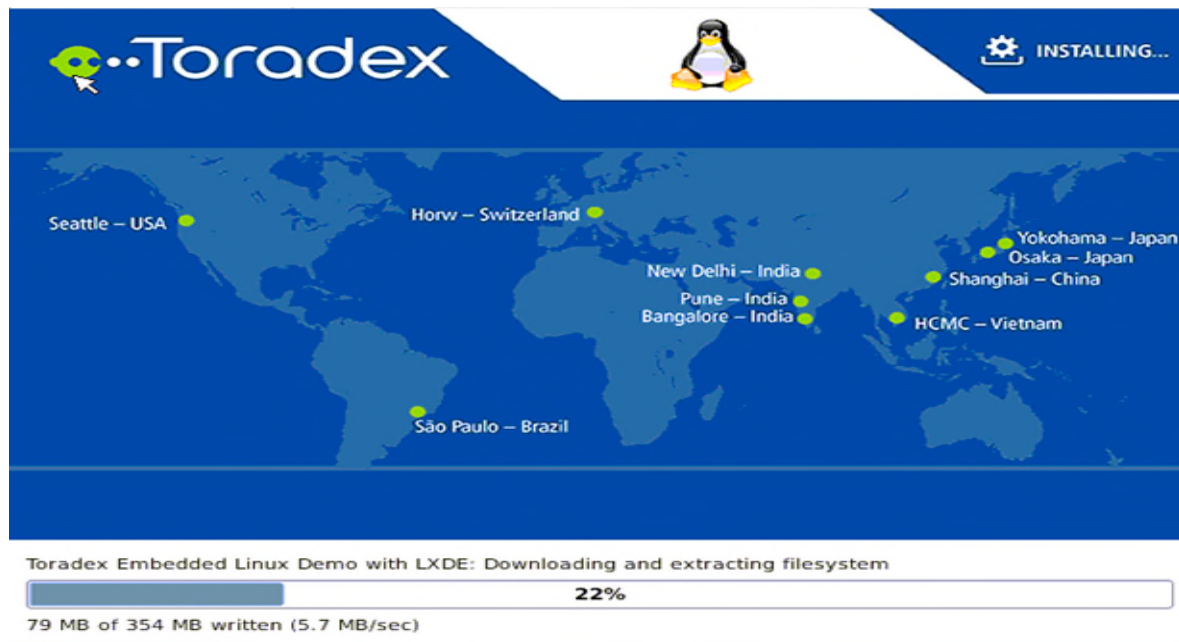 Toradex
INSTALLING...
Seattle – USA
Horw – Switzerland
Yokohama – Japan
Osaka – Japan
New Delhi – India
Shanghai – China
Pune – India
Bangalore – India
HCMC – Vietnam
São Paulo – Brazil
Toradex Embedded Linux Demo with LXDE: Downloading and extracting filesystem
22%
79 MB of 354 MB written (5.7 MB/sec)